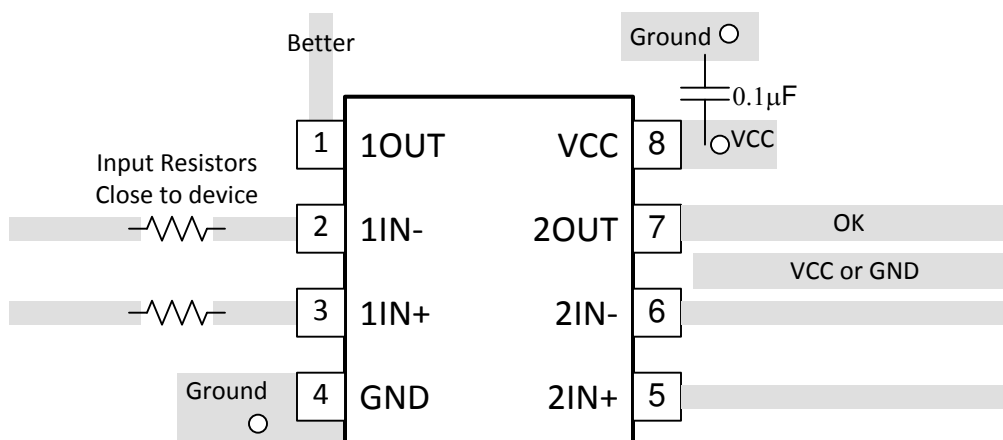 Better
Ground
0.1µF
1 1OUT VCC 8 VCC
Input Resistors
Close to device
2 1IN- 2OUT 7 OK
VCC or GND
3 1IN+ 2IN- 6
Ground
4 GND 2IN+ 5